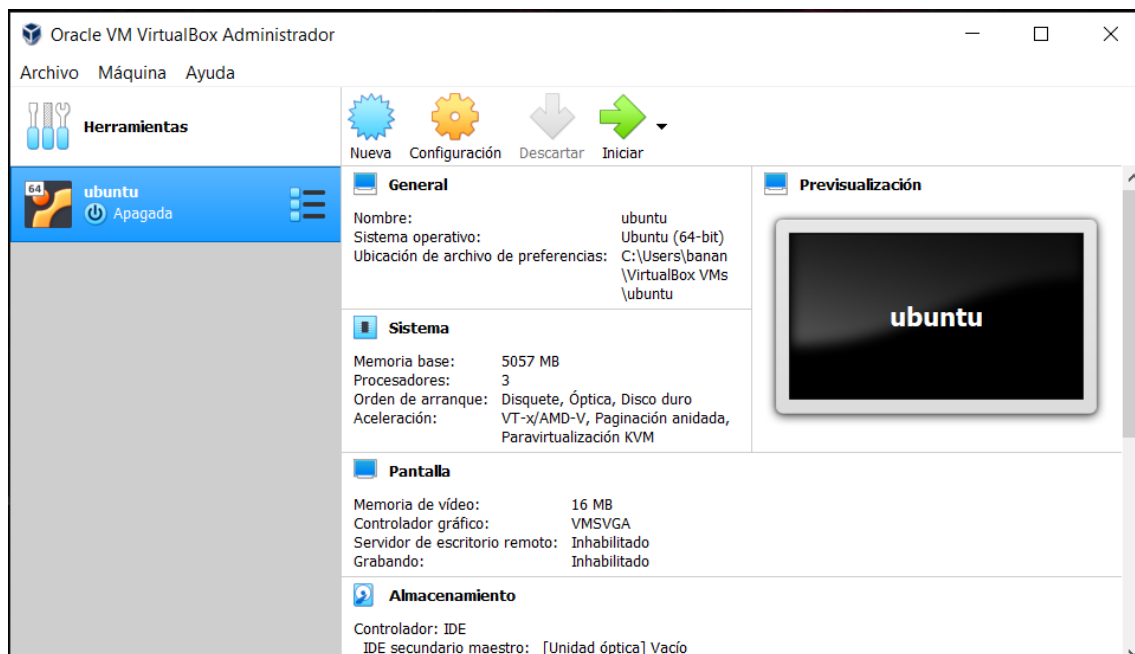 Oracle VM VirtualBox Administrador
Archivo Máquina Ayuda
Herramientas
Nueva Configuración Descartar Iniciar
64
ubuntu
Apagada
General
Nombre: ubuntu
Sistema operativo: Ubuntu (64-bit)
Ubicación de archivo de preferencias: C:\Users\banan
\VirtualBox VMs
\ubuntu
Previsualización
ubuntu
Sistema
Memoria base: 5057 MB
Procesadores: 3
Orden de arranque: Disquete, Óptica, Disco duro
Aceleración: VT-x/AMD-V, Paginación anidada,
Paravirtualización KVM
Pantalla
Memoria de vídeo: 16 MB
Controlador gráfico: VMSVGA
Servidor de escritorio remoto: Inhabilitado
Grabando: Inhabilitado
Almacenamiento
Controlador: IDE
IDE secundario maestro: [Unidad óptica] Vacío